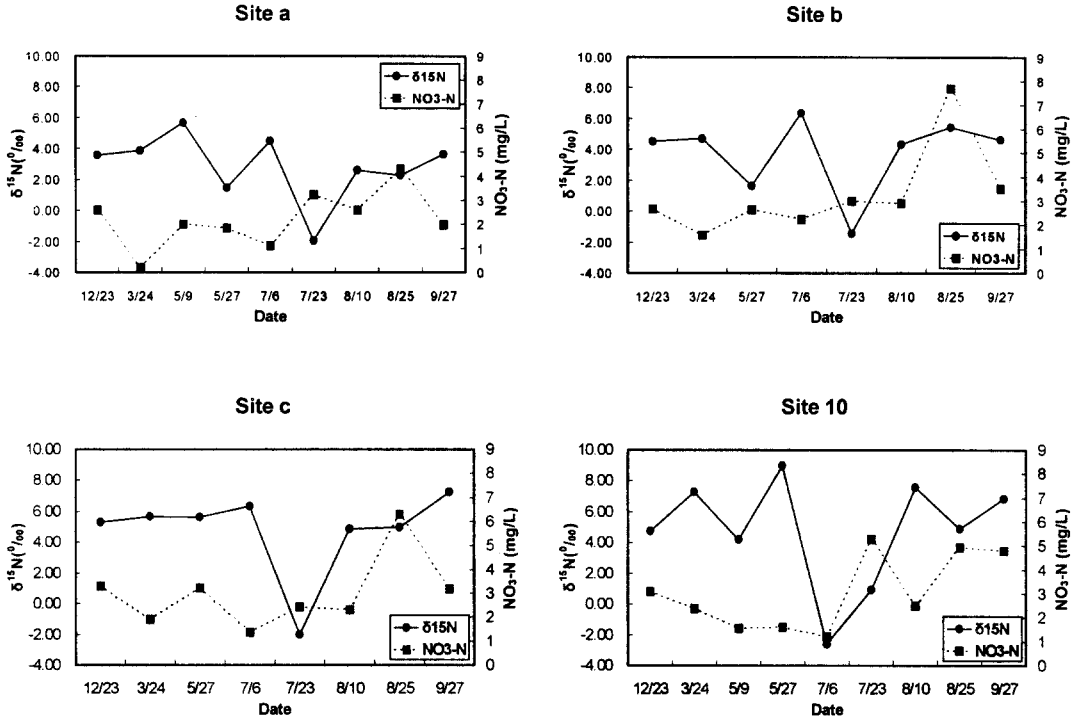 Site a
10.00
8.00
6.00
4.00
2.00
0.00
-2.00
-4.00
δ¹⁵N(⁰/₀₀)
9
8
7
6
5
4
3
2
1
0
NO₃-N (mg/L)
δ15N
NO3-N
12/23 3/24 5/9 5/27 7/6 7/23 8/10 8/25 9/27
Date
Site b
10.00
8.00
6.00
4.00
2.00
0.00
-2.00
-4.00
δ¹⁵N(⁰/₀₀)
9
8
7
6
5
4
3
2
1
0
NO₃-N (mg/L)
δ15N
NO3-N
12/23 3/24 5/27 7/6 7/23 8/10 8/25 9/27
Date
Site c
10.00
8.00
6.00
4.00
2.00
0.00
-2.00
-4.00
δ¹⁵N(⁰/₀₀)
9
8
7
6
5
4
3
2
1
0
NO₃-N (mg/L)
δ15N
NO3-N
12/23 3/24 5/27 7/6 7/23 8/10 8/25 9/27
Date
Site 10
10.00
8.00
6.00
4.00
2.00
0.00
-2.00
-4.00
δ¹⁵N(⁰/₀₀)
9
8
7
6
5
4
3
2
1
0
NO₃-N (mg/L)
δ15N
NO3-N
12/23 3/24 5/9 5/27 7/6 7/23 8/10 8/25 9/27
Date